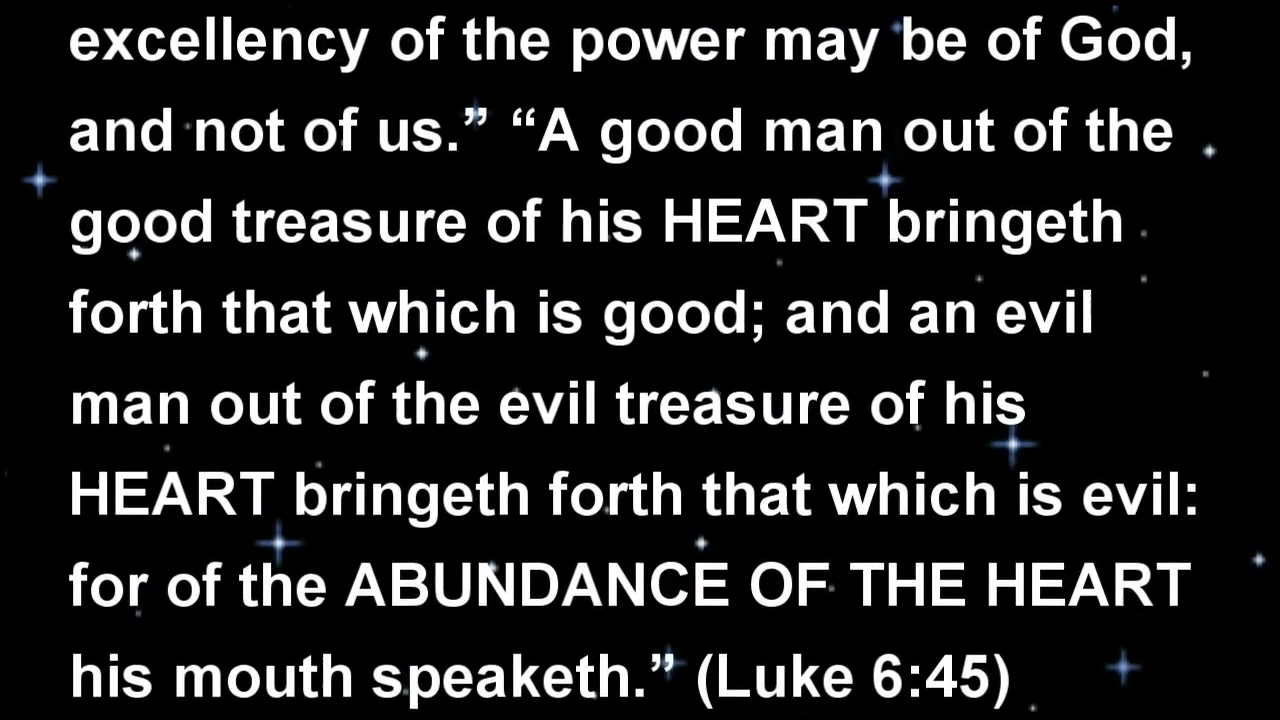 excellency of the power may be of God,
and not of us.” “A good man out of the
good treasure of his HEART bringeth
forth that which is good; and an evil
man out of the evil treasure of his
HEART bringeth forth that which is evil:
for of the ABUNDANCE OF THE HEART
his mouth speaketh.” (Luke 6:45)